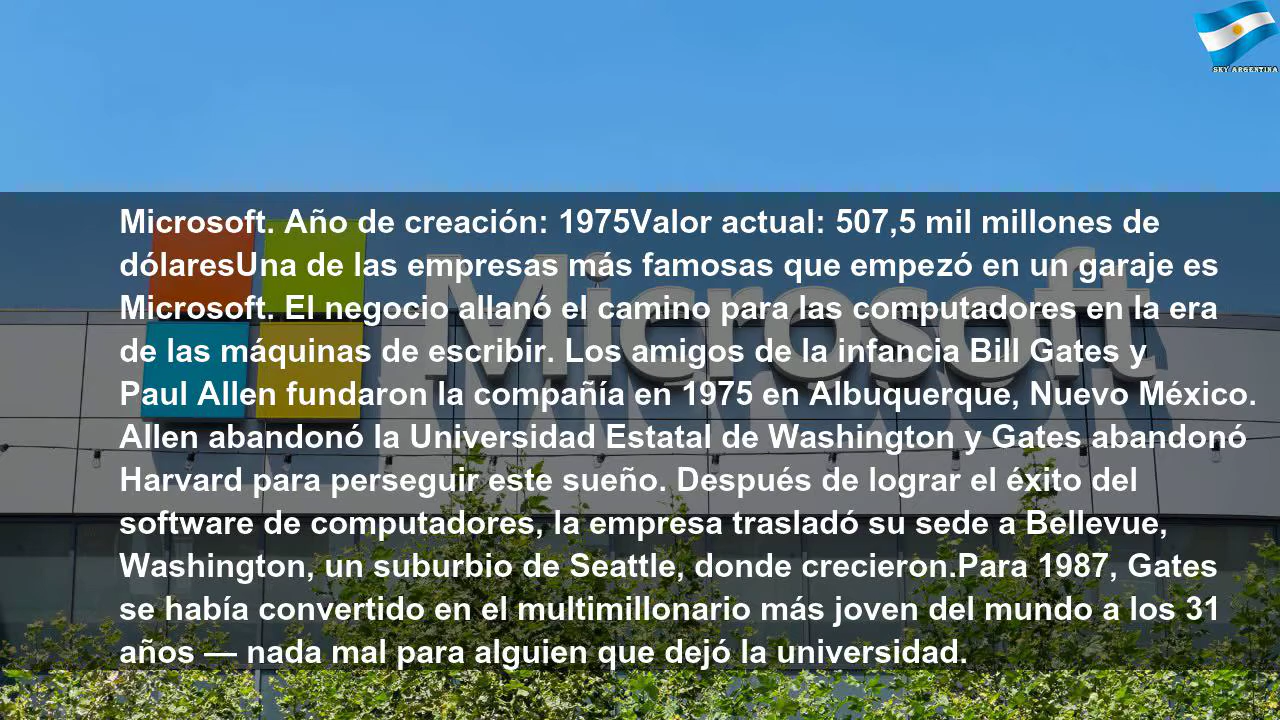 SKY ARGENTINA
Microsoft. Año de creación: 1975Valor actual: 507,5 mil millones de
dólaresUna de las empresas más famosas que empezó en un garaje es
Microsoft. El negocio allanó el camino para las computadores en la era
de las máquinas de escribir. Los amigos de la infancia Bill Gates y
Paul Allen fundaron la compañía en 1975 en Albuquerque, Nuevo México.
Allen abandonó la Universidad Estatal de Washington y Gates abandonó
Harvard para perseguir este sueño. Después de lograr el éxito del
software de computadores, la empresa trasladó su sede a Bellevue,
Washington, un suburbio de Seattle, donde crecieron.Para 1987, Gates
se había convertido en el multimillonario más joven del mundo a los 31
años — nada mal para alguien que dejó la universidad.
Microsoft